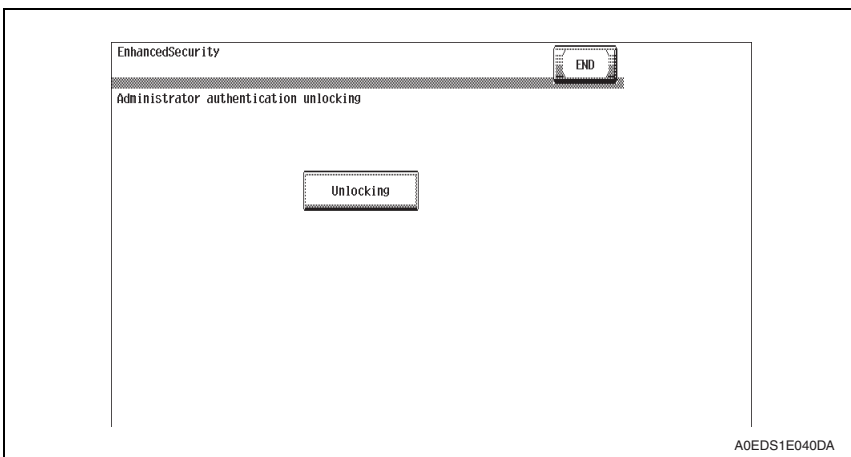 EnhancedSecurity
END
Administrator authentication unlocking
Unlocking
A0EDS1E040DA